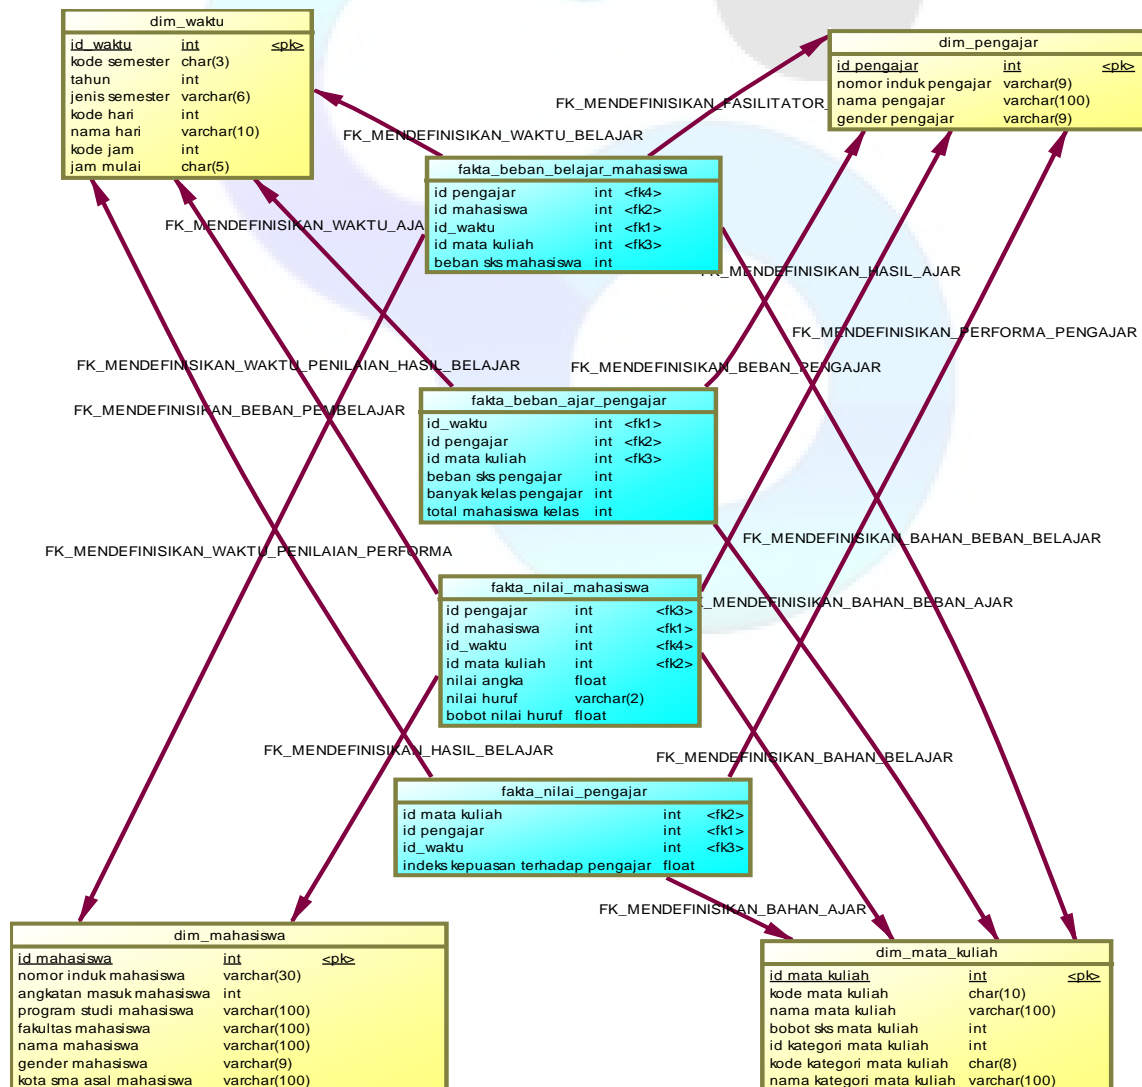 dim_waktu
id_waktu int <pk>
kode semester char(3)
tahun int
jenis semester varchar(6)
kode hari int
nama hari varchar(10)
kode jam int
jam mulai char(5)
dim_pengajar
id pengajar int <pk>
nomor induk pengajar varchar(9)
nama pengajar varchar(100)
gender pengajar varchar(9)
FK_MENDEFINISIKAN_FASILITATOR_
FK_MENDEFINISIKAN_WAKTU_BELAJAR
fakta_beban_belajar_mahasiswa
id pengajar int <fk4>
id mahasiswa int <fk2>
id_waktu int <fk1>
id mata kuliah int <fk3>
beban sks mahasiswa int
FK_MENDEFINISIKAN_WAKTU_AJA
FK_MENDEFINISIKAN_HASIL_AJAR
FK_MENDEFINISIKAN_PERFORMA_PENGAJAR
FK_MENDEFINISIKAN_WAKTU_PENILAIAN_HASIL_BELAJAR
FK_MENDEFINISIKAN_BEBAN_PENGAJAR
FK_MENDEFINISIKAN_BEBAN_PEMBELAJAR
fakta_beban_ajar_pengajar
id_waktu int <fk1>
id pengajar int <fk2>
id mata kuliah int <fk3>
beban sks pengajar int
banyak kelas pengajar int
total mahasiswa kelas int
FK_MENDEFINISIKAN_BAHAN_BEBAN_BELAJAR
FK_MENDEFINISIKAN_WAKTU_PENILAIAN_PERFORMA
fakta_nilai_mahasiswa
id pengajar int <fk3>
id mahasiswa int <fk1>
id_waktu int <fk4>
id mata kuliah int <fk2>
nilai angka float
nilai huruf varchar(2)
bobot nilai huruf float
_MENDEFINISIKAN_BAHAN_BEBAN_AJAR
FK_MENDEFINISIKAN_HASIL_BELAJAR
FK_MENDEFINISIKAN_BAHAN_BELAJAR
fakta_nilai_pengajar
id mata kuliah int <fk2>
id pengajar int <fk1>
id_waktu int <fk3>
indeks kepuasan terhadap pengajar float
FK_MENDEFINISIKAN_BAHAN_AJAR
dim_mahasiswa
id mahasiswa int <pk>
nomor induk mahasiswa varchar(30)
angkatan masuk mahasiswa int
program studi mahasiswa varchar(100)
fakultas mahasiswa varchar(100)
nama mahasiswa varchar(100)
gender mahasiswa varchar(9)
kota sma asal mahasiswa varchar(100)
dim_mata_kuliah
id mata kuliah int <pk>
kode mata kuliah char(10)
nama mata kuliah varchar(100)
bobot sks mata kuliah int
id kategori mata kuliah int
kode kategori mata kuliah char(8)
nama kategori mata kuliah varchar(100)